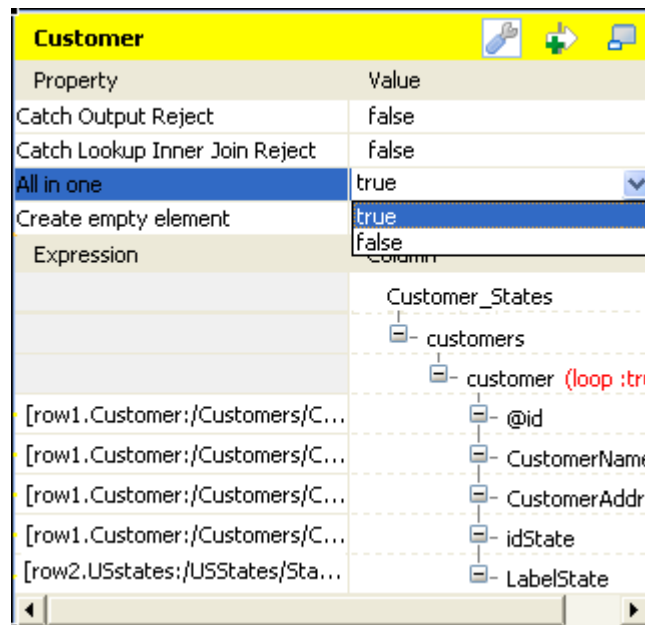 Customer
Property Value
Catch Output Reject false
Catch Lookup Inner Join Reject false
All in one true
Create empty element true
false
Expression Column
Customer_States
customers
customer (loop :tr
[row1.Customer:/Customers/C... @id
[row1.Customer:/Customers/C... CustomerName
[row1.Customer:/Customers/C... CustomerAddr
[row1.Customer:/Customers/C... idState
[row2.USstates:/USStates/Sta... LabelState